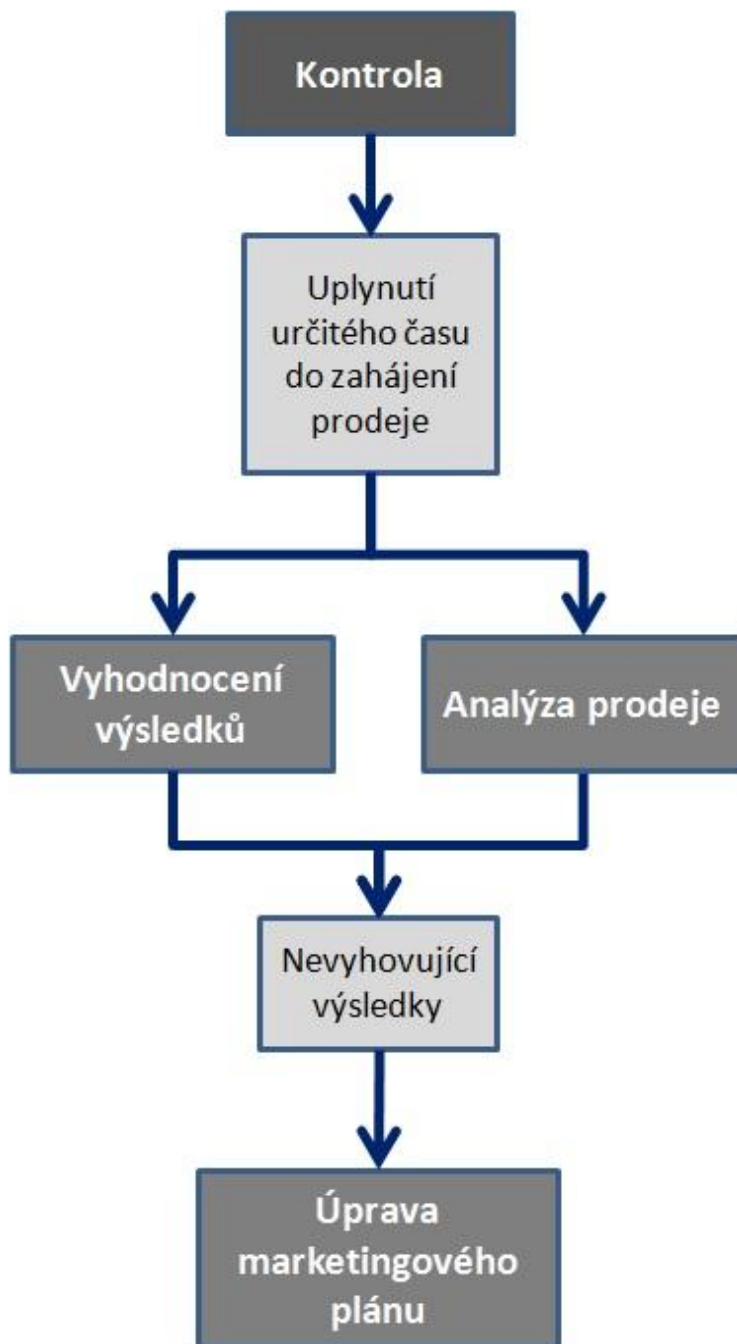 Kontrola
Uplynutí
určitého času
do zahájení
prodeje
Vyhodnocení
výsledků
Analýza prodeje
Nevyhovující
výsledky
Úprava
marketingového
plánu